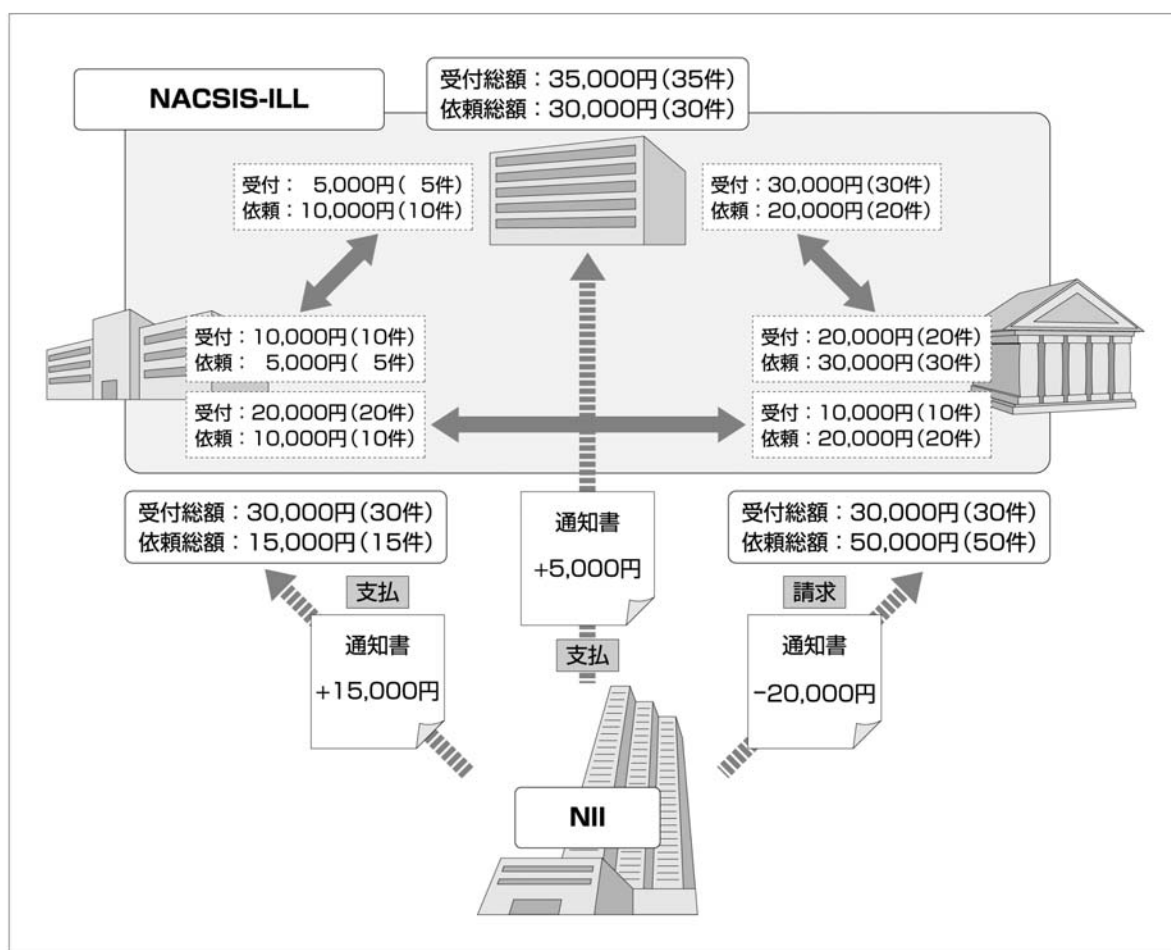 NACSIS-ILL
受付総額：35,000円（35件）
依頼総額：30,000円（30件）
受付： 5,000円（ 5件）
依頼：10,000円（10件）
受付：30,000円（30件）
依頼：20,000円（20件）
受付：10,000円（10件）
依頼： 5,000円（ 5件）
受付：20,000円（20件）
依頼：30,000円（30件）
受付：20,000円（20件）
依頼：10,000円（10件）
受付：10,000円（10件）
依頼：20,000円（20件）
受付総額：30,000円（30件）
依頼総額：15,000円（15件）
通知書
+5,000円
支払
受付総額：30,000円（30件）
依頼総額：50,000円（50件）
支払
通知書
+15,000円
請求
通知書
−20,000円
NII